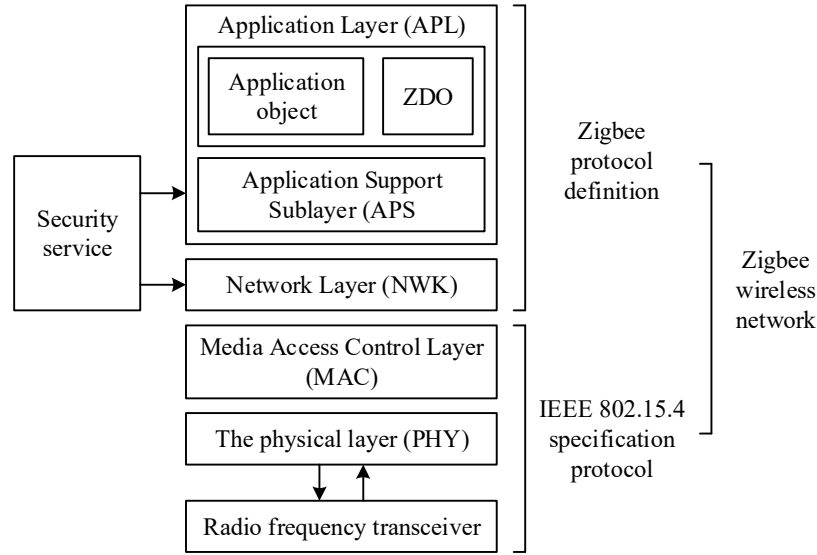 Application Layer (APL)
Application
object
ZDO
Application Support
Sublayer (APS
Security
service
Network Layer (NWK)
Media Access Control Layer
(MAC)
The physical layer (PHY)
Radio frequency transceiver
Zigbee
protocol
definition
IEEE 802.15.4
specification
protocol
Zigbee
wireless
network